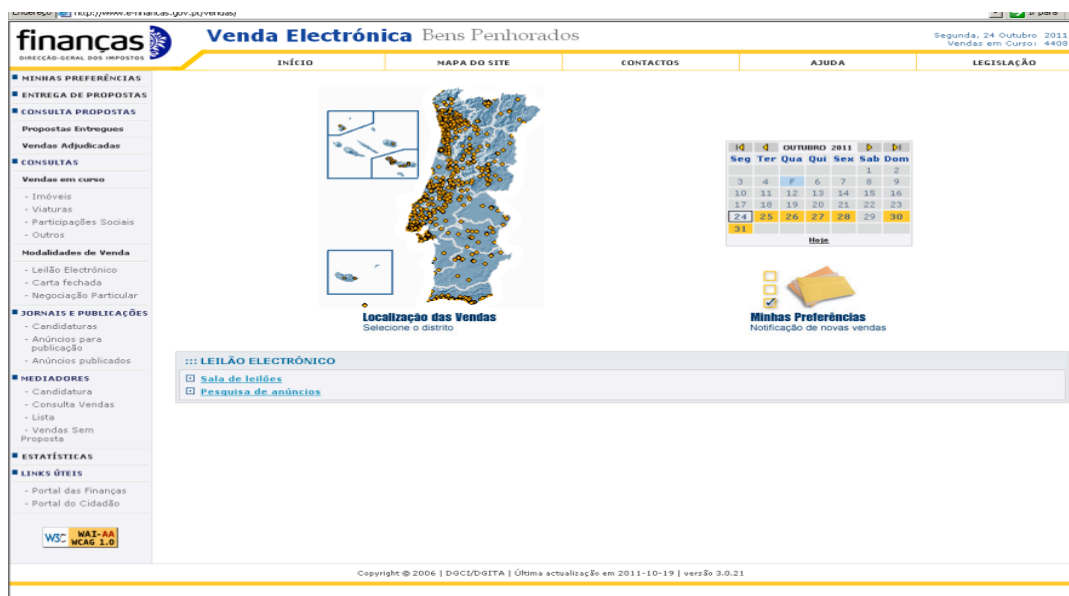 finanças
DIRECÇÃO-GERAL DOS IMPOSTOS
Venda Electrónica Bens Penhorados
Segunda, 24 Outubro 2011
Vendas em Curso: 4408
INÍCIO MAPA DO SITE CONTACTOS AJUDA LEGISLAÇÃO
MINHAS PREFERÊNCIAS
ENTREGA DE PROPOSTAS
CONSULTA PROPOSTAS
Propostas Entregues
Vendas Adjudicadas
CONSULTAS
Vendas em curso
- Imóveis
- Viaturas
- Participações Sociais
- Outros
Modalidades de Venda
- Leilão Electrónico
- Carta fechada
- Negociação Particular
JORNAIS E PUBLICAÇÕES
- Candidaturas
- Anúncios para
publicação
- Anúncios publicados
MEDIADORES
- Candidatura
- Consulta Vendas
- Lista
- Vendas Sem
Proposta
ESTATÍSTICAS
LINKS ÚTEIS
- Portal das Finanças
- Portal do Cidadão
W3C WAI-AA
WCAG 1.0
Localização das Vendas
Selecione o distrito
OUTUBRO 2011
Seg Ter Qua Qui Sex Sab Dom
1 2
3 4 F 6 7 8 9
10 11 12 13 14 15 16
17 18 19 20 21 22 23
24 25 26 27 28 29 30
31
Hoje
Minhas Preferências
Notificação de novas vendas
::: LEILÃO ELECTRÓNICO
Sala de leilões
Pesquisa de anúncios
Copyright @ 2006 | DGCI/DGITA | Última actualização em 2011-10-19 | versão 3.0.21